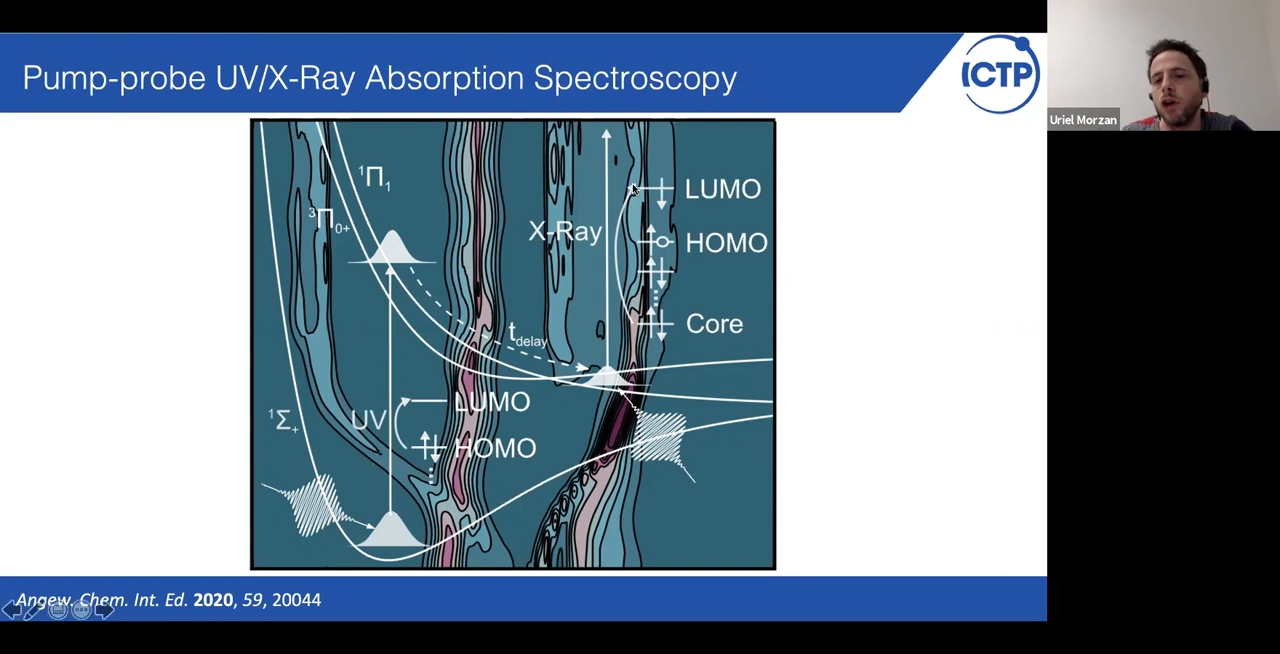 Pump-probe UV/X-Ray Absorption Spectroscopy
ICTP
Uriel Morzan
¹Π₁
³Π₀₊
X-Ray
LUMO
HOMO
Core
t_delay
¹Σ₊
UV
LUMO
HOMO
Angew. Chem. Int. Ed. 2020, 59, 20044